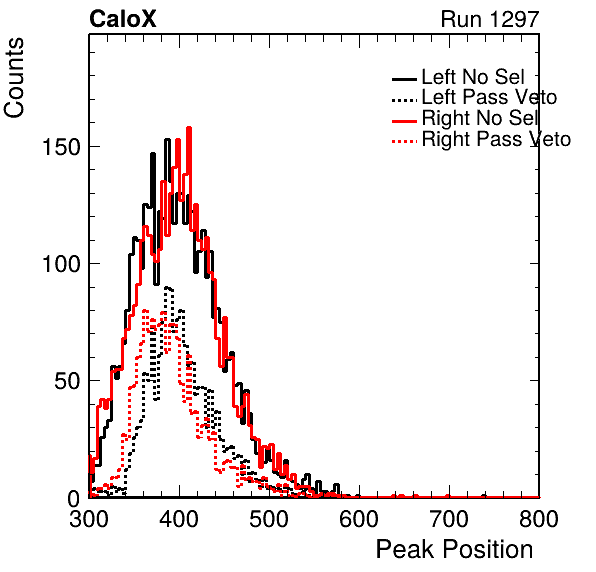 CaloX
Run 1297
Counts
Left No Sel
Left Pass Veto
Right No Sel
Right Pass Veto
150
100
50
0
300 400 500 600 700 800
Peak Position